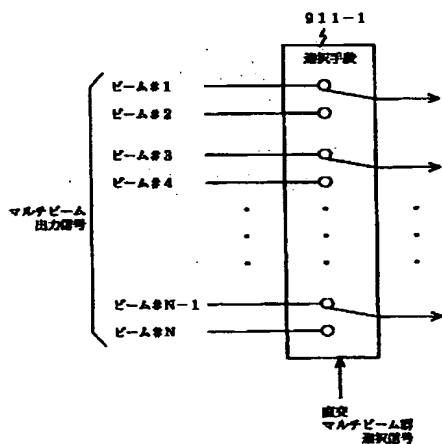 911-1
選択手段
ビーム#1
ビーム#2
ビーム#3
ビーム#4
マルチビーム
出力信号
ビーム#N-1
ビーム#N
直交
マルチビーム群
選択信号